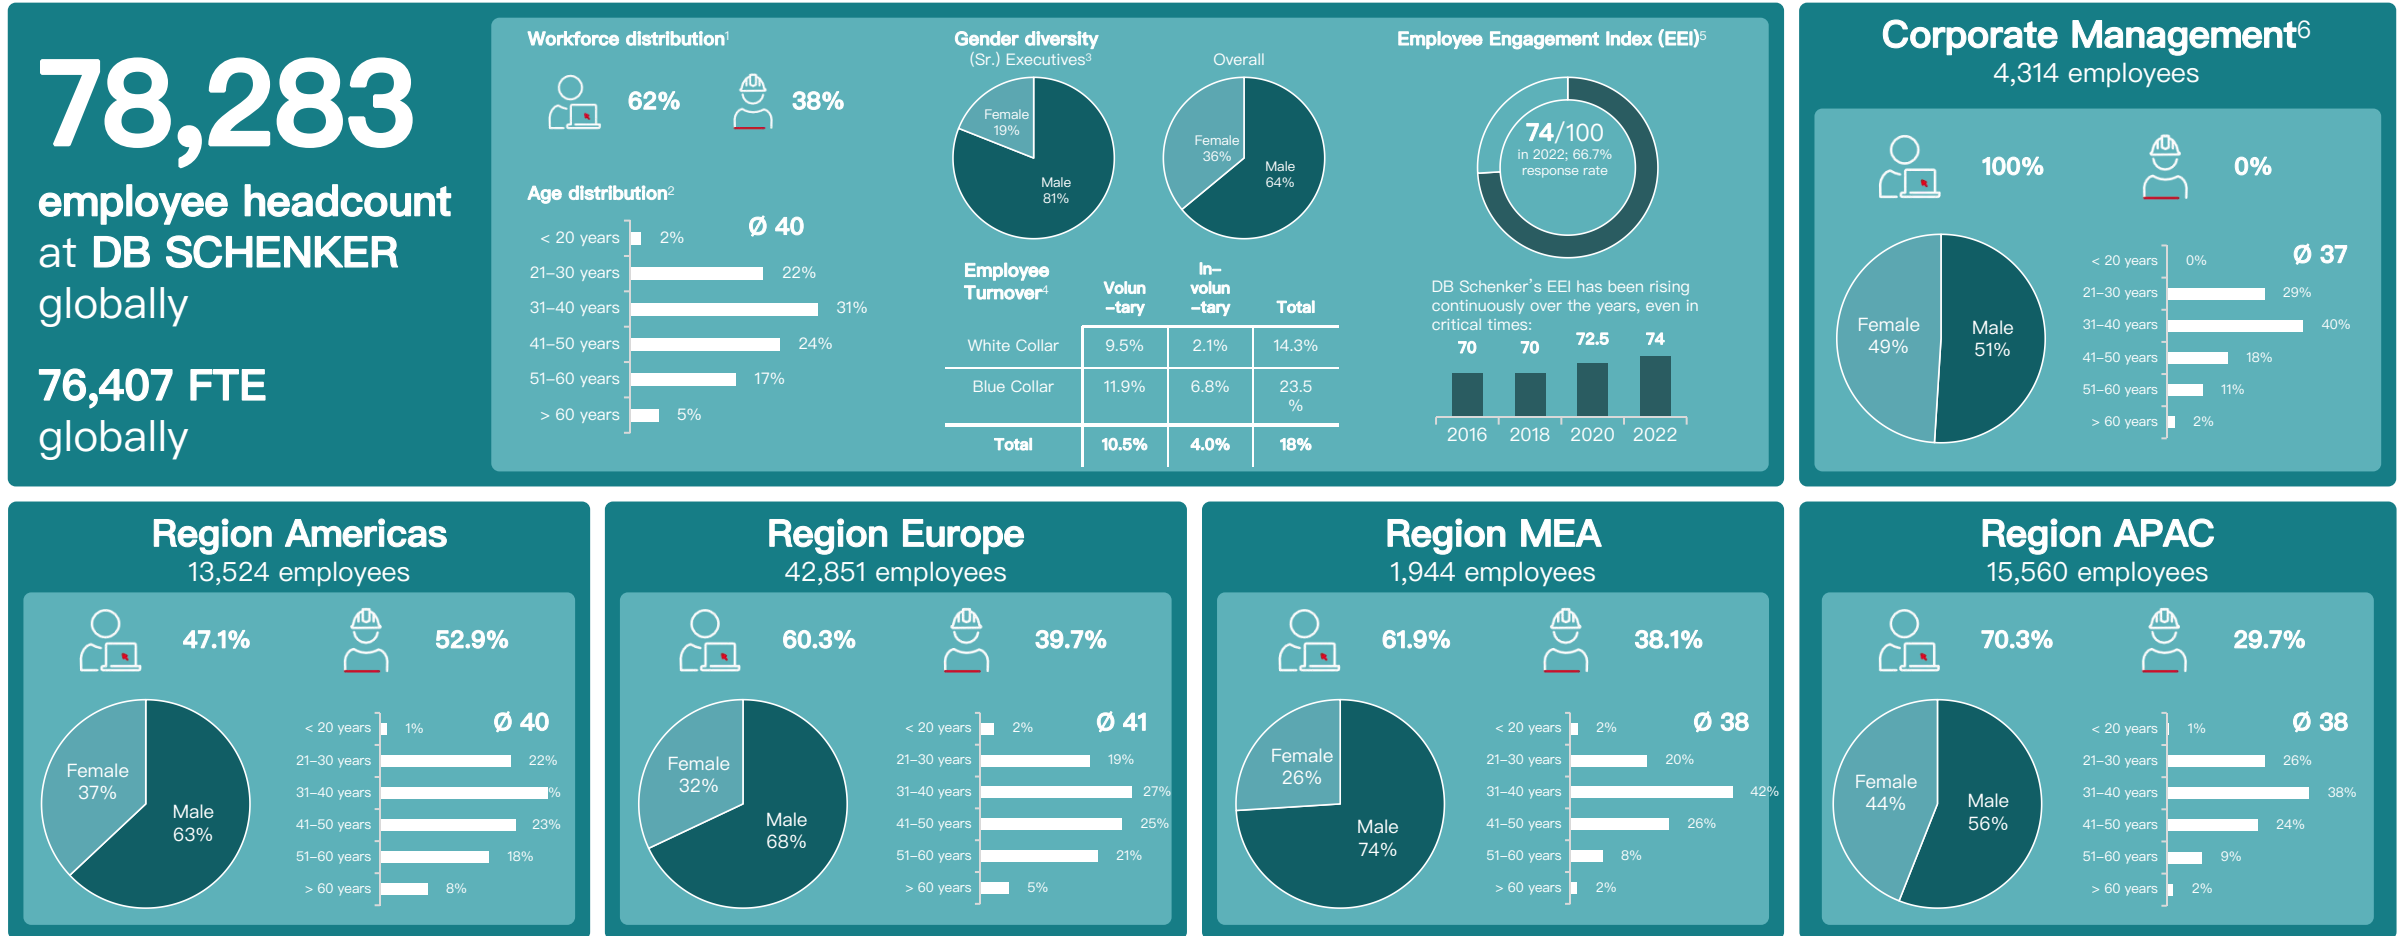 78,283
employee headcount
at DB SCHENKER
globally
76,407 FTE
globally
Workforce distribution1
62%
38%
Age distribution2
Ø 40
< 20 years 2%
21–30 years 22%
31–40 years 31%
41–50 years 24%
51–60 years 17%
> 60 years 5%
Gender diversity
(Sr.) Executives3
Female
19%
Male
81%
Overall
Female
36%
Male
64%
Employee
Turnover4
Volun
–tary
In–
volun
–tary
Total
White Collar 9.5% 2.1% 14.3%
Blue Collar 11.9% 6.8% 23.5
%
Total 10.5% 4.0% 18%
Employee Engagement Index (EEI)5
74/100
in 2022; 66.7%
response rate
DB Schenker's EEI has been rising
continuously over the years, even in
critical times:
70 70 72.5 74
2016 2018 2020 2022
Corporate Management6
4,314 employees
100%
0%
Female
49%
Male
51%
Ø 37
< 20 years 0%
21–30 years 29%
31–40 years 40%
41–50 years 18%
51–60 years 11%
> 60 years 2%
Region Americas
13,524 employees
47.1%
52.9%
Female
37%
Male
63%
Ø 40
< 20 years 1%
21–30 years 22%
31–40 years %
41–50 years 23%
51–60 years 18%
> 60 years 8%
Region Europe
42,851 employees
60.3%
39.7%
Female
32%
Male
68%
Ø 41
< 20 years 2%
21–30 years 19%
31–40 years 27%
41–50 years 25%
51–60 years 21%
> 60 years 5%
Region MEA
1,944 employees
61.9%
38.1%
Female
26%
Male
74%
Ø 38
< 20 years 2%
21–30 years 20%
31–40 years 42%
41–50 years 26%
51–60 years 8%
> 60 years 2%
Region APAC
15,560 employees
70.3%
29.7%
Female
44%
Male
56%
Ø 38
< 20 years 1%
21–30 years 26%
31–40 years 38%
41–50 years 24%
51–60 years 9%
> 60 years 2%